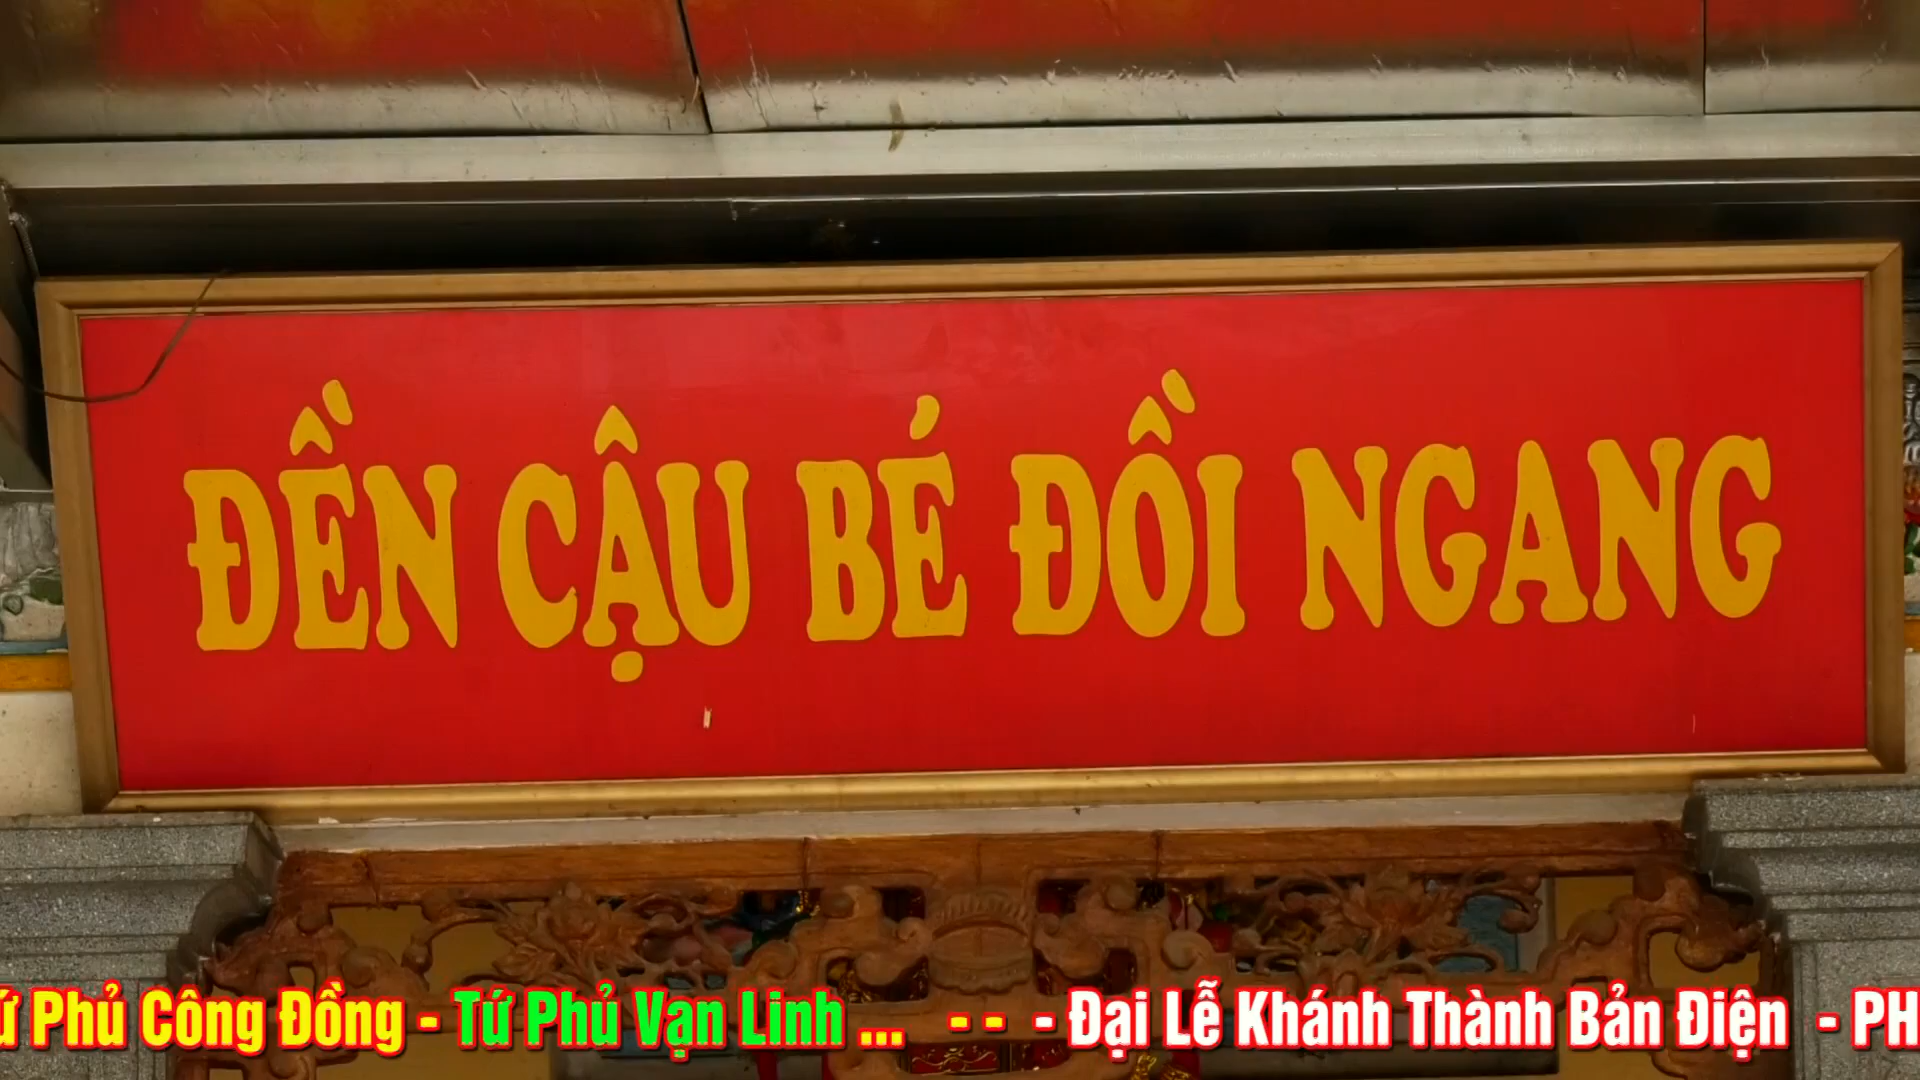 ĐỀN CẬU BÉ ĐỒI NGANG
Phủ Công Đồng - Tứ Phủ Vạn Linh ... - - - Đại Lễ Khánh Thành Bản Điện - PH